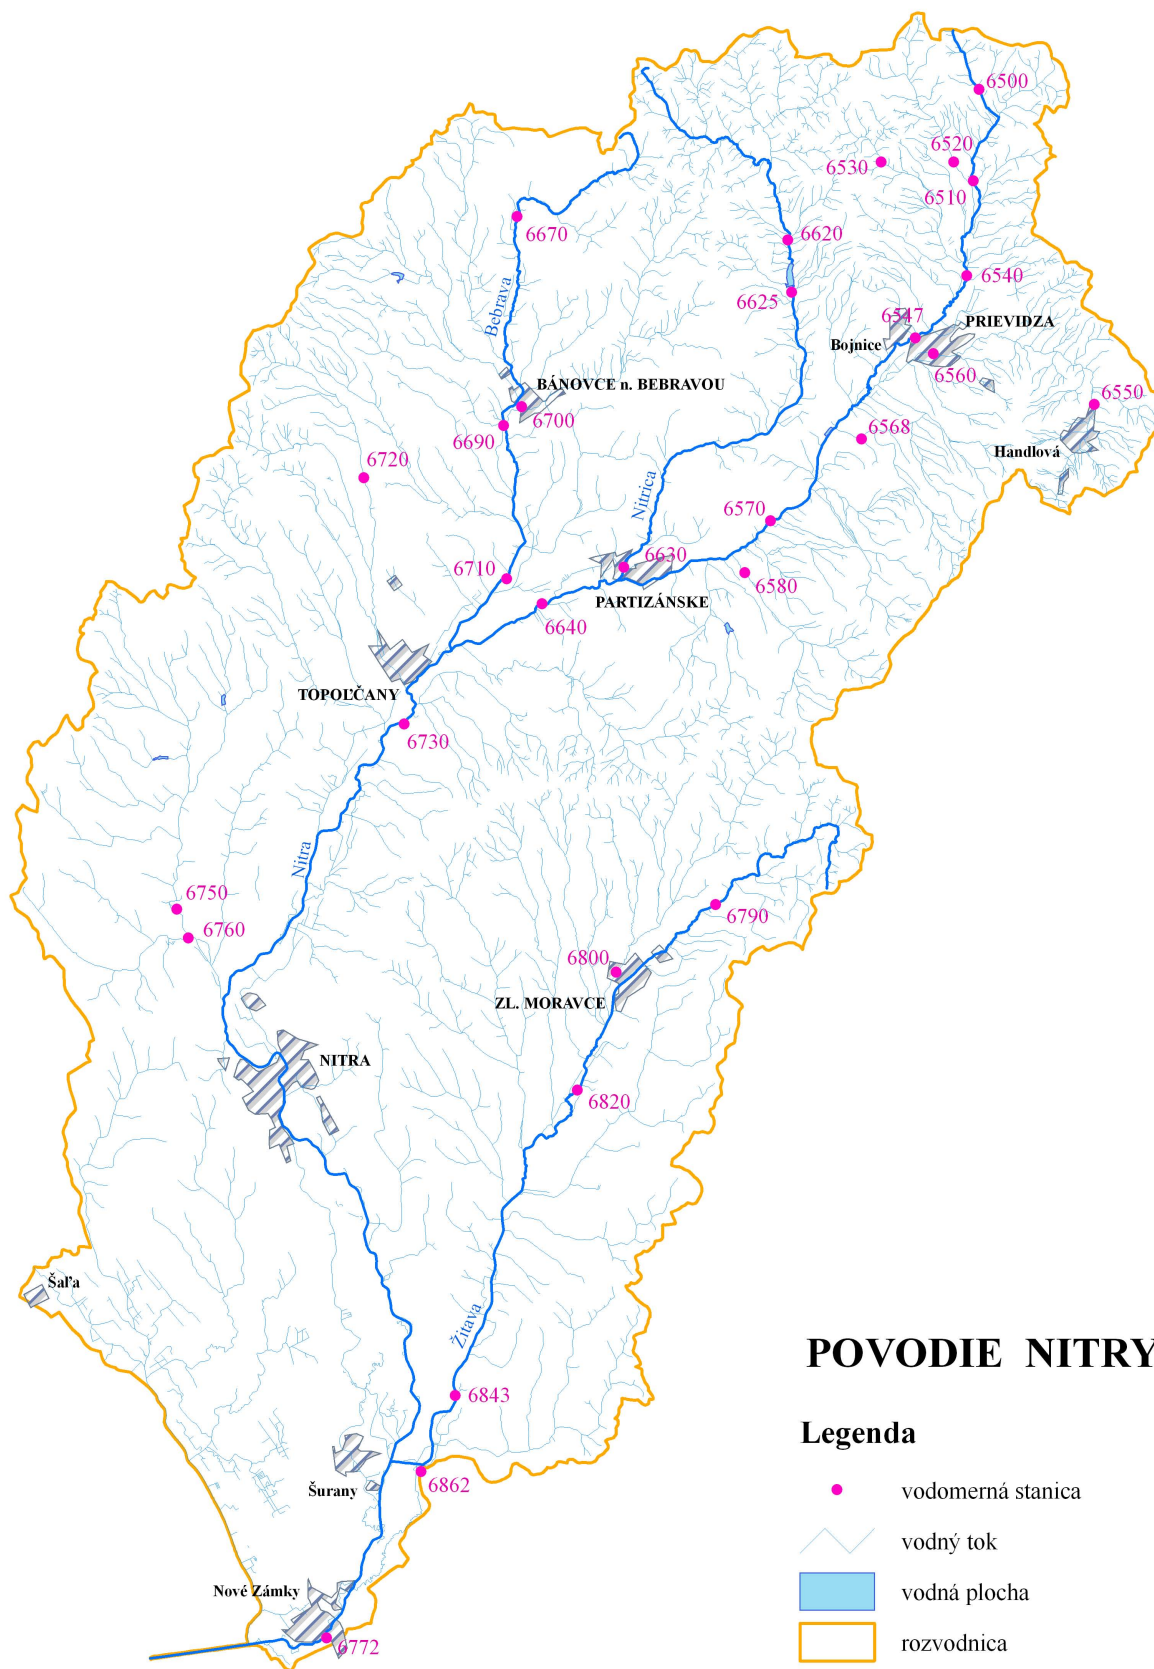 6500
6520
6530
6510
6670
6620
6540
6625
Bebrava
6547
PRIEVIDZA
Bojnice
6560
BÁNOVCE n. BEBRAVOU
6550
6700
6690
6568
Handlová
6720
Nitrica
6570
6630
6710
6580
PARTIZÁNSKE
6640
TOPOĽČANY
6730
Nitra
6750
6790
6760
6800
ZL. MORAVCE
NITRA
6820
Šaľa
Žitava
POVODIE NITRY
6843
Legenda
6862
Šurany
vodomerná stanica
vodný tok
Nové Zámky
vodná plocha
6772
rozvodnica